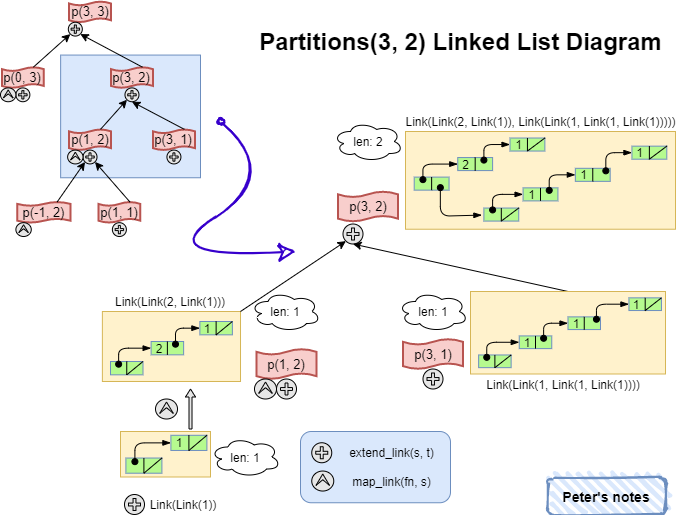 p(3, 3)
Partitions(3, 2) Linked List Diagram
p(0, 3)
p(3, 2)
p(1, 2)
p(3, 1)
p(-1, 2)
p(1, 1)
Link(Link(2, Link(1)), Link(Link(1, Link(1, Link(1)))))
len: 2
1
2
1
1
1
p(3, 2)
Link(Link(2, Link(1)))
len: 1
1
2
p(1, 2)
len: 1
p(3, 1)
1
1
1
Link(Link(1, Link(1, Link(1))))
1
len: 1
Link(Link(1))
extend_link(s, t)
map_link(fn, s)
Peter's notes